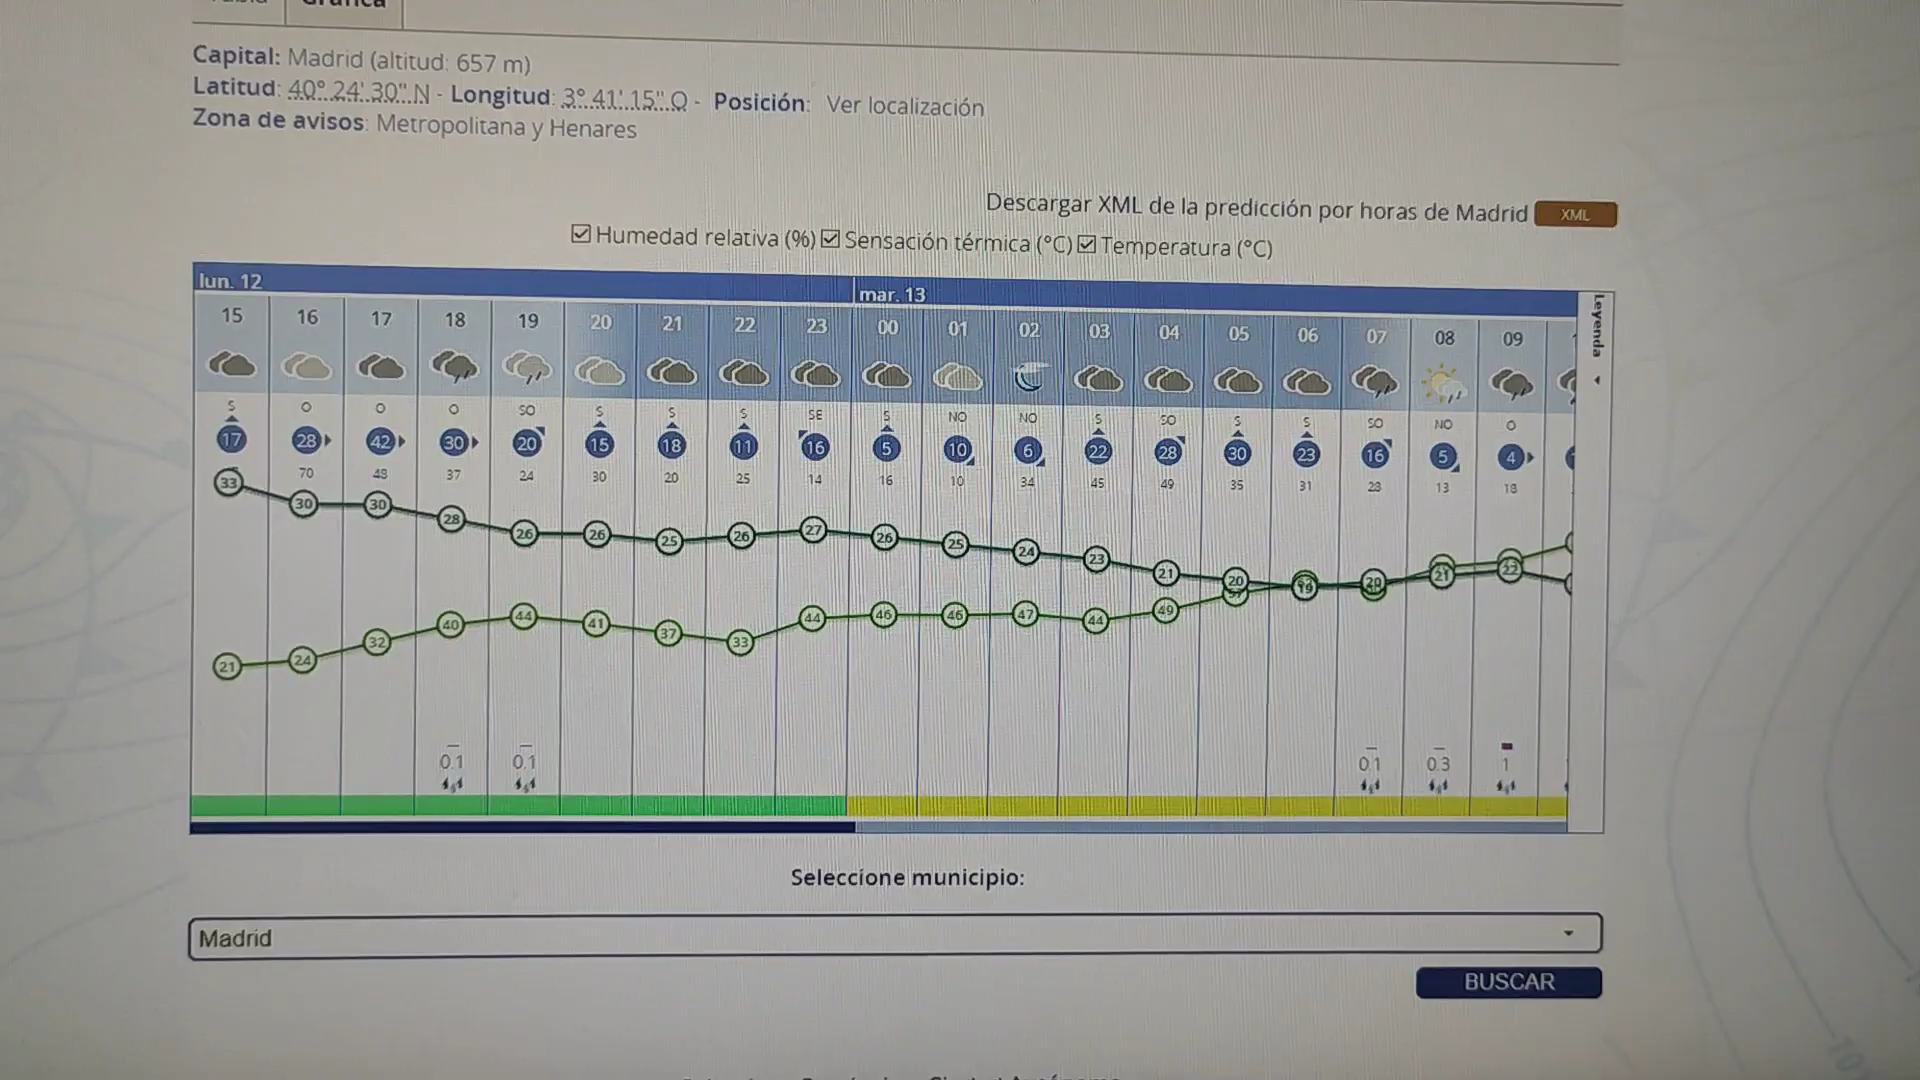 Gráfica
Capital: Madrid (altitud: 657 m)
Latitud: 40° 24' 30'' N - Longitud: 3° 41' 15'' O - Posición: Ver localización
Zona de avisos: Metropolitana y Henares
Descargar XML de la predicción por horas de Madrid XML
Humedad relativa (%) Sensación térmica (°C) Temperatura (°C)
lun. 12 mar. 13
Leyenda
15 16 17 18 19 20 21 22 23 00 01 02 03 04 05 06 07 08 09
S O O O SO S S S SE S NO NO S SO S S SO NO O
17 28 42 30 20 15 18 11 16 5 10 6 22 28 30 23 16 5 4
70 43 37 24 30 20 25 14 16 10 34 45 49 35 31 23 13 13
33 30 30 28 26 26 25 26 27 26 25 24 23 21 20 19 20 21 22
21 24 32 40 44 41 37 33 44 46 46 47 44 49
0.1 0.1 0.1 0.3 1
Seleccione municipio:
Madrid
BUSCAR